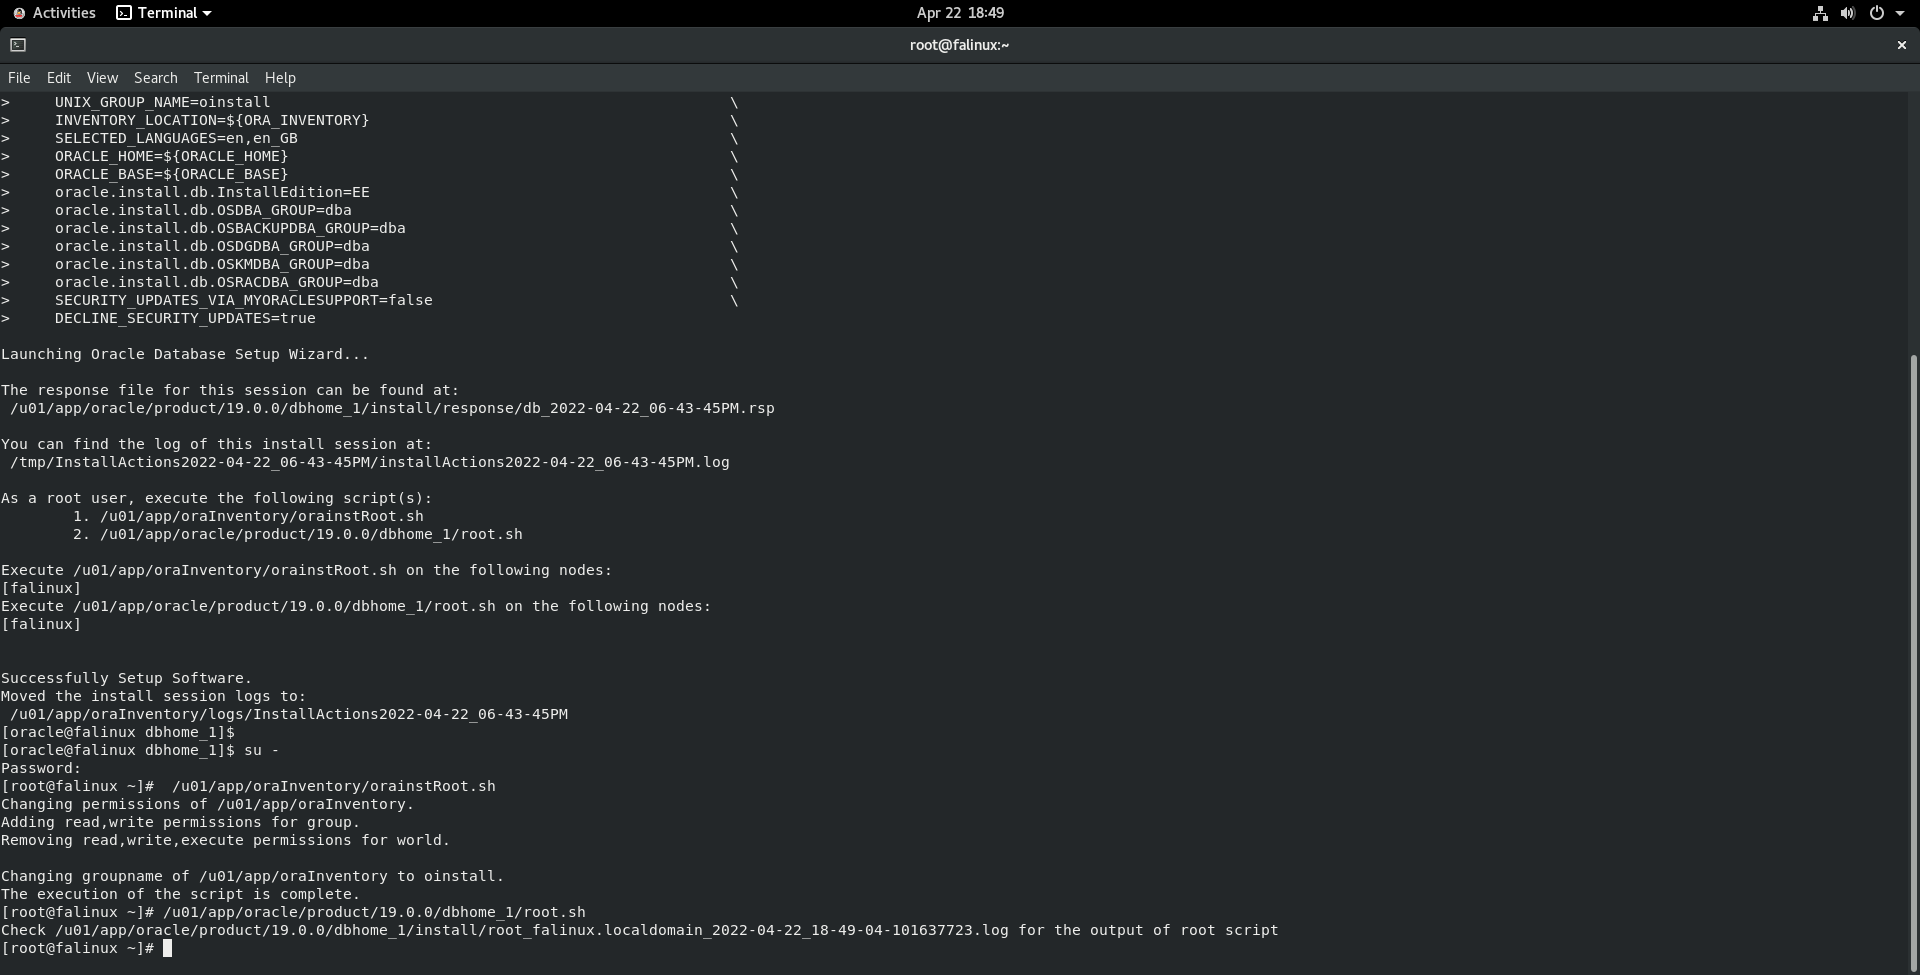 Activities Terminal Apr 22 18:49
root@falinux:~ ×
File Edit View Search Terminal Help
>     UNIX_GROUP_NAME=oinstall                                                   \
>     INVENTORY_LOCATION=${ORA_INVENTORY}                                        \
>     SELECTED_LANGUAGES=en,en_GB                                                \
>     ORACLE_HOME=${ORACLE_HOME}                                                 \
>     ORACLE_BASE=${ORACLE_BASE}                                                 \
>     oracle.install.db.InstallEdition=EE                                        \
>     oracle.install.db.OSDBA_GROUP=dba                                          \
>     oracle.install.db.OSBACKUPDBA_GROUP=dba                                    \
>     oracle.install.db.OSDGDBA_GROUP=dba                                        \
>     oracle.install.db.OSKMDBA_GROUP=dba                                        \
>     oracle.install.db.OSRACDBA_GROUP=dba                                       \
>     SECURITY_UPDATES_VIA_MYORACLESUPPORT=false                                 \
>     DECLINE_SECURITY_UPDATES=true
Launching Oracle Database Setup Wizard...
The response file for this session can be found at:
 /u01/app/oracle/product/19.0.0/dbhome_1/install/response/db_2022-04-22_06-43-45PM.rsp
You can find the log of this install session at:
 /tmp/InstallActions2022-04-22_06-43-45PM/installActions2022-04-22_06-43-45PM.log
As a root user, execute the following script(s):
        1. /u01/app/oraInventory/orainstRoot.sh
        2. /u01/app/oracle/product/19.0.0/dbhome_1/root.sh
Execute /u01/app/oraInventory/orainstRoot.sh on the following nodes:
[falinux]
Execute /u01/app/oracle/product/19.0.0/dbhome_1/root.sh on the following nodes:
[falinux]
Successfully Setup Software.
Moved the install session logs to:
 /u01/app/oraInventory/logs/InstallActions2022-04-22_06-43-45PM
[oracle@falinux dbhome_1]$
[oracle@falinux dbhome_1]$ su -
Password:
[root@falinux ~]#  /u01/app/oraInventory/orainstRoot.sh
Changing permissions of /u01/app/oraInventory.
Adding read,write permissions for group.
Removing read,write,execute permissions for world.
Changing groupname of /u01/app/oraInventory to oinstall.
The execution of the script is complete.
[root@falinux ~]# /u01/app/oracle/product/19.0.0/dbhome_1/root.sh
Check /u01/app/oracle/product/19.0.0/dbhome_1/install/root_falinux.localdomain_2022-04-22_18-49-04-101637723.log for the output of root script
[root@falinux ~]#